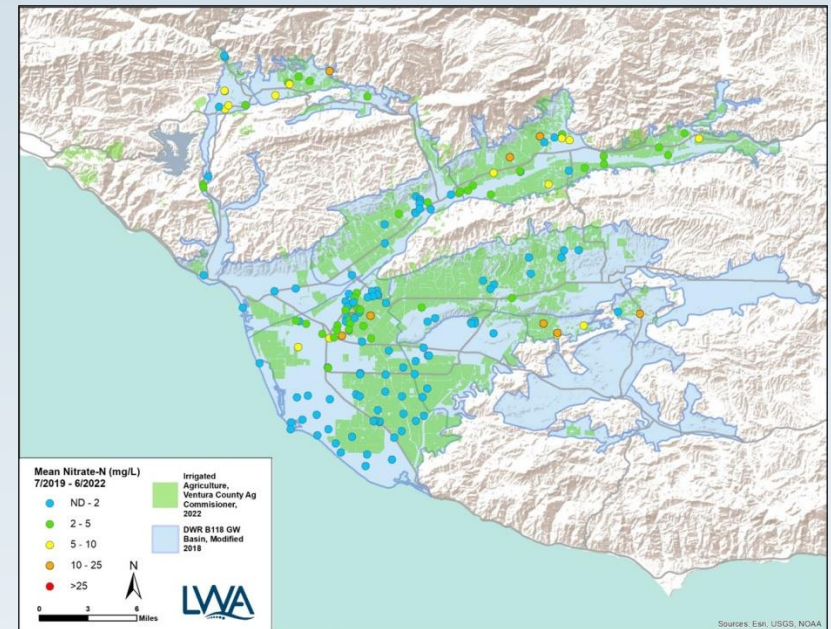 Mean Nitrate-N (mg/L)
7/2019 - 6/2022
ND - 2
2 - 5
5 - 10
10 - 25
>25
Irrigated
Agriculture,
Ventura County Ag
Commisioner,
2022
DWR B118 GW
Basin, Modified
2018
N
0 3 6
Miles
LWA
Sources: Esri, USGS, NOAA